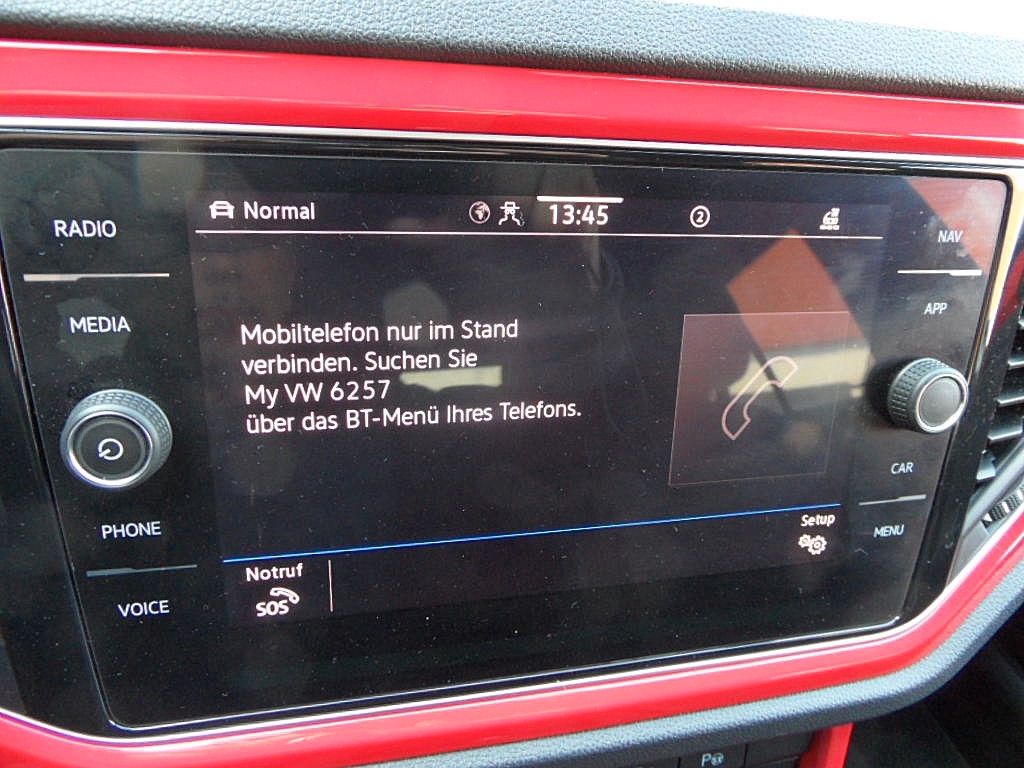 RADIO
MEDIA
PHONE
VOICE
Normal
13:45
2
Mobiltelefon nur im Stand
verbinden. Suchen Sie
My VW 6257
über das BT-Menü Ihres Telefons.
Notruf
SOS
Setup
NAV
APP
CAR
MENU
P